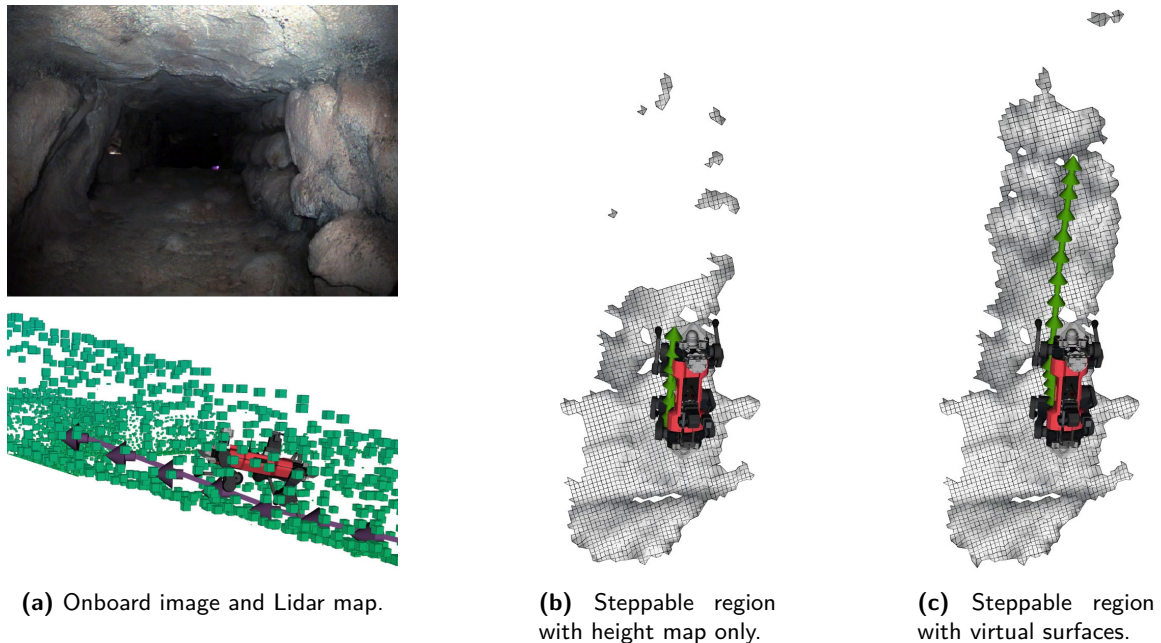 (a) Onboard image and Lidar map.
(b) Steppable region
with height map only.
(c) Steppable region
with virtual surfaces.